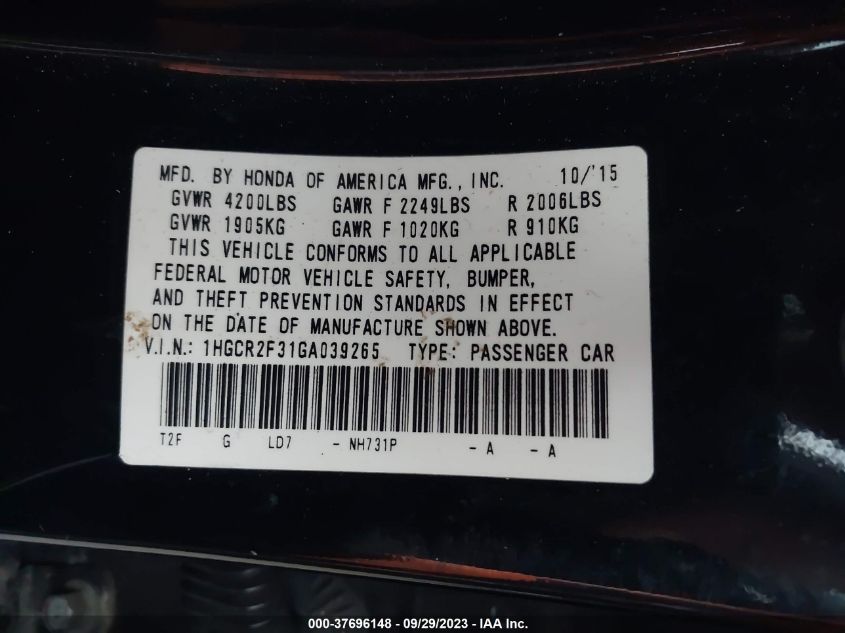 MFD. BY HONDA OF AMERICA MFG., INC. 10/'15
GVWR 4200LBS GAWR F 2249LBS R 2006LBS
GVWR 1905KG GAWR F 1020KG R 910KG
THIS VEHICLE CONFORMS TO ALL APPLICABLE
FEDERAL MOTOR VEHICLE SAFETY, BUMPER,
AND THEFT PREVENTION STANDARDS IN EFFECT
ON THE DATE OF MANUFACTURE SHOWN ABOVE.
V.I.N.: 1HGCR2F31GA039265 TYPE: PASSENGER CAR
T2F G LD7 - NH731P - A - A
000-37696148 - 09/29/2023 - IAA Inc.